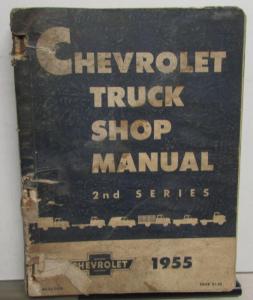 CHEVROLET
TRUCK
SHOP
MANUAL
2nd SERIES
CHEVROLET
1955